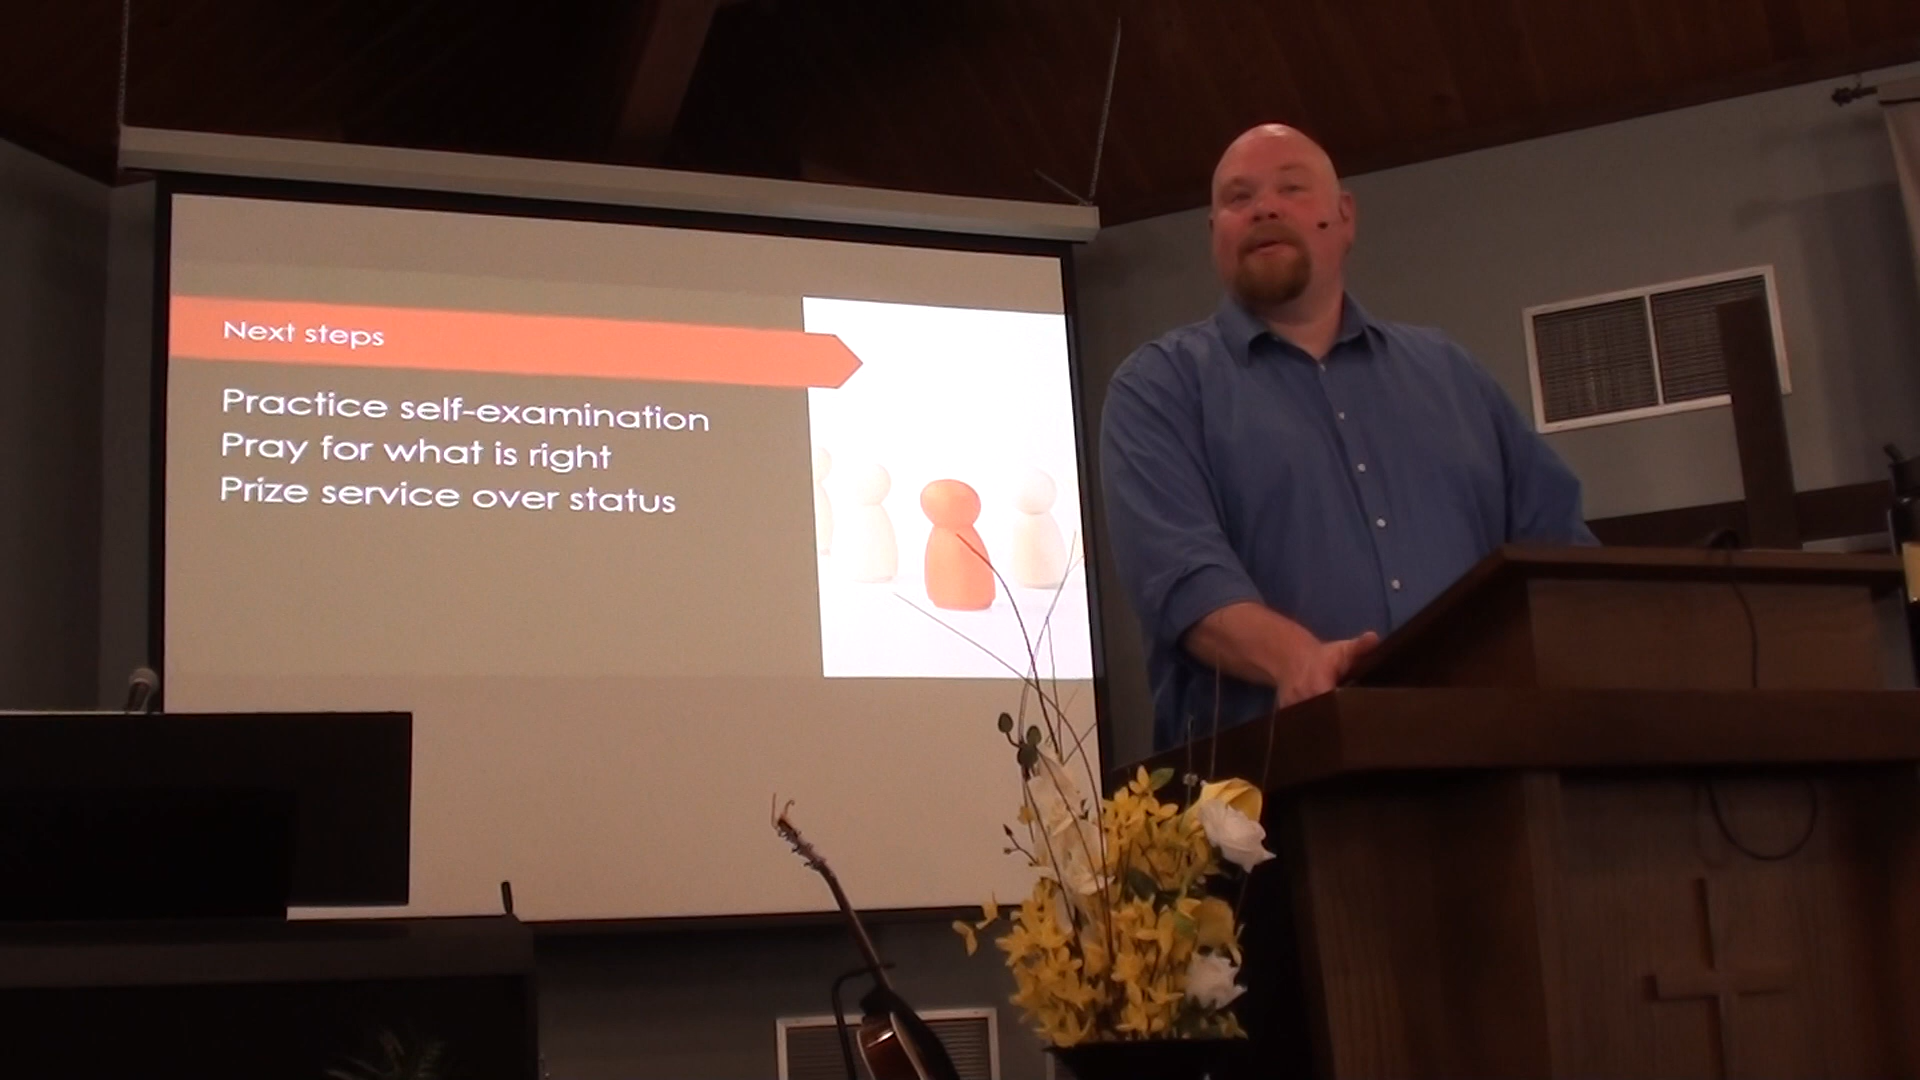 Next steps
Practice self-examination
Pray for what is right
Prize service over status